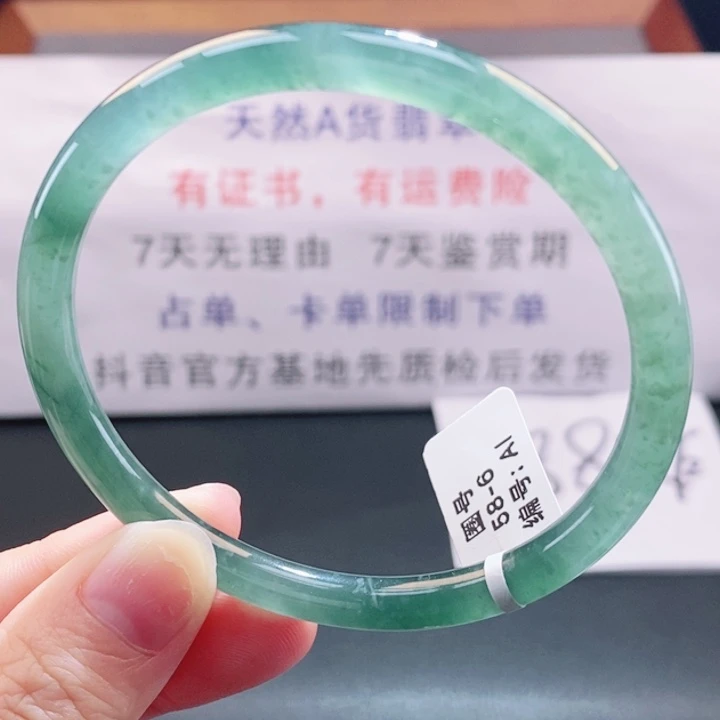 天然A货翡翠
有证书，有运费险
7天无理由 7天鉴赏期
占单、卡单限制下单
抖音官方基地先质检后发货
圈号
58-6
编号: A1